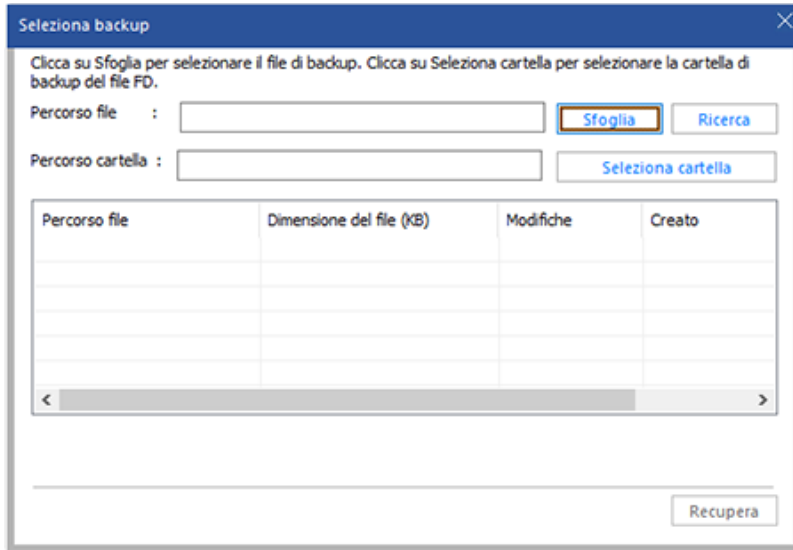 Seleziona backup
Clicca su Sfoglia per selezionare il file di backup. Clicca su Seleziona cartella per selezionare la cartella di
backup del file FD.
Percorso file : Sfoglia Ricerca
Percorso cartella : Seleziona cartella
Percorso file Dimensione del file (KB) Modifiche Creato
Recupera